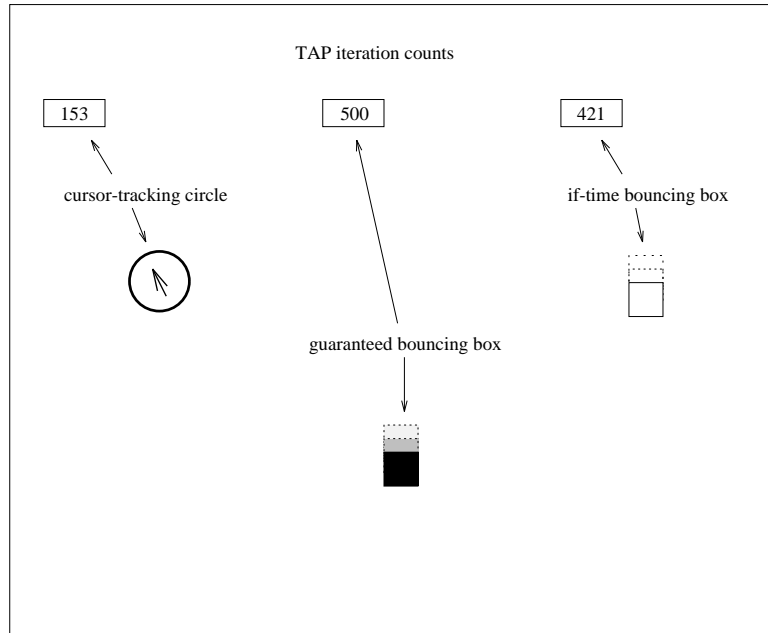 TAP iteration counts
153 500 421
cursor-tracking circle if-time bouncing box
guaranteed bouncing box